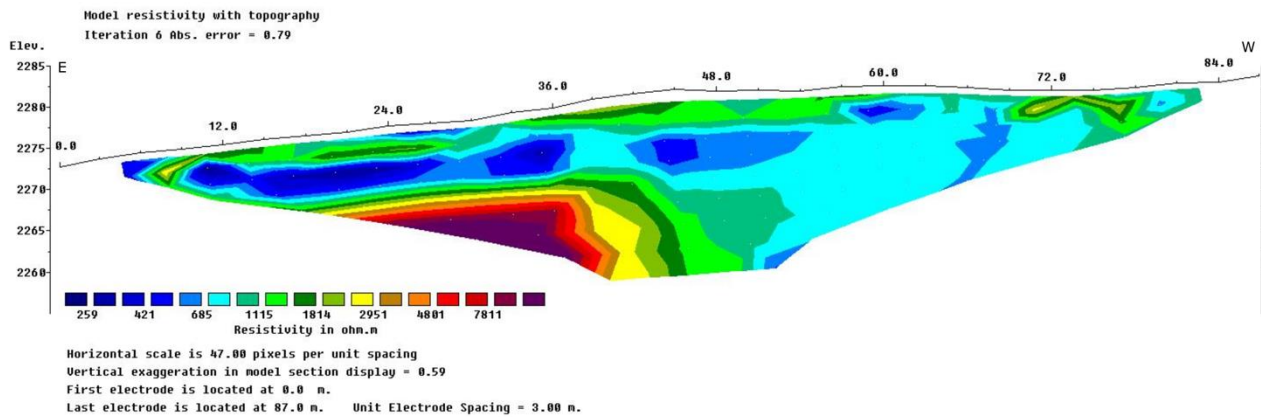 Model resistivity with topography
Iteration 6 Abs. error = 0.79
Elev.
E
W
2285
2280
2275
2270
2265
2260
0.0
12.0
24.0
36.0
48.0
60.0
72.0
84.0
259 421 685 1115 1814 2951 4801 7811
Resistivity in ohm.m
Horizontal scale is 47.00 pixels per unit spacing
Vertical exaggeration in model section display = 0.59
First electrode is located at 0.0 m.
Last electrode is located at 87.0 m. Unit Electrode Spacing = 3.00 m.